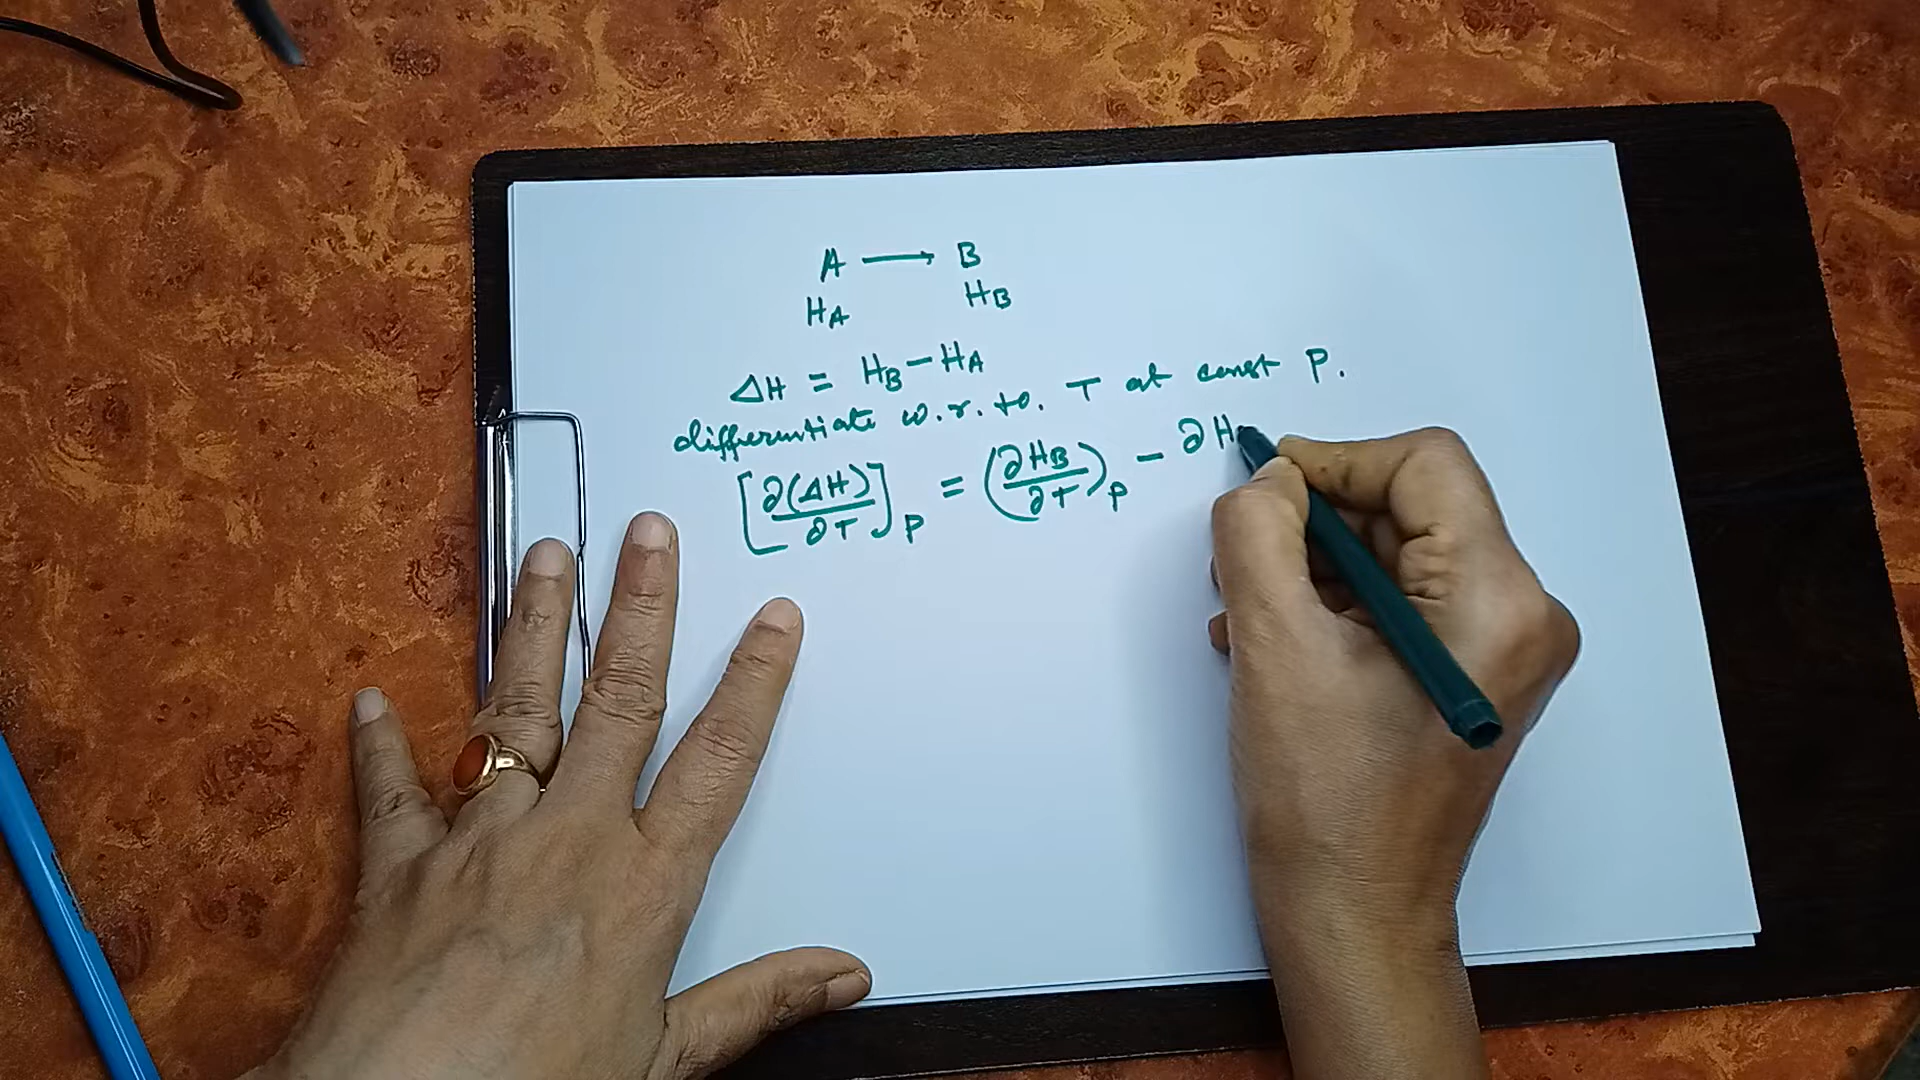 A ⟶ B
H_A H_B
ΔH = H_B − H_A
differentiate w.r.to. T at const P.
[∂(ΔH)/∂T]_P = (∂H_B/∂T)_P − ∂H